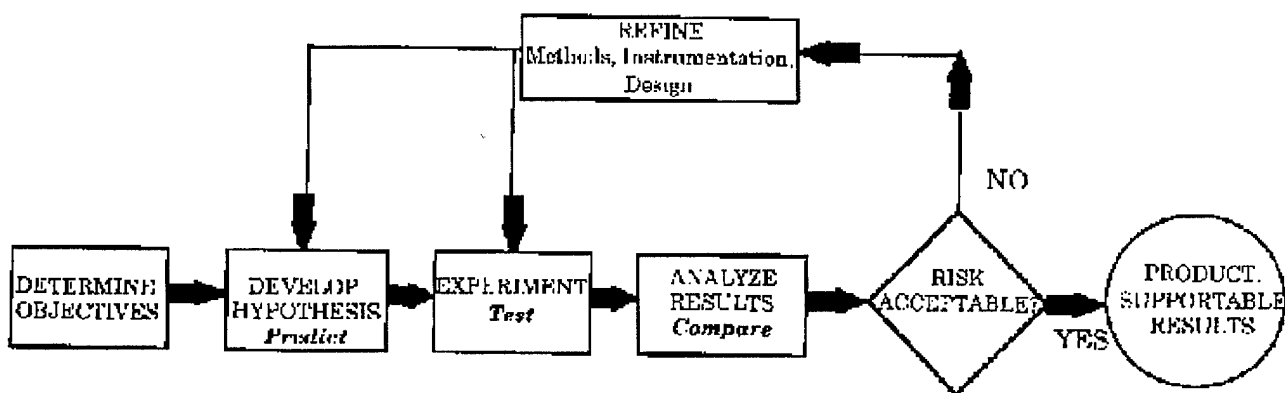 REFINE
Methods, Instrumentation,
Design
NO
DETERMINE
OBJECTIVES
DEVELOP
HYPOTHESIS
Predict
EXPERIMENT
Test
ANALYZE
RESULTS
Compare
RISK
ACCEPTABLE?
YES
PRODUCT.
SUPPORTABLE
RESULTS